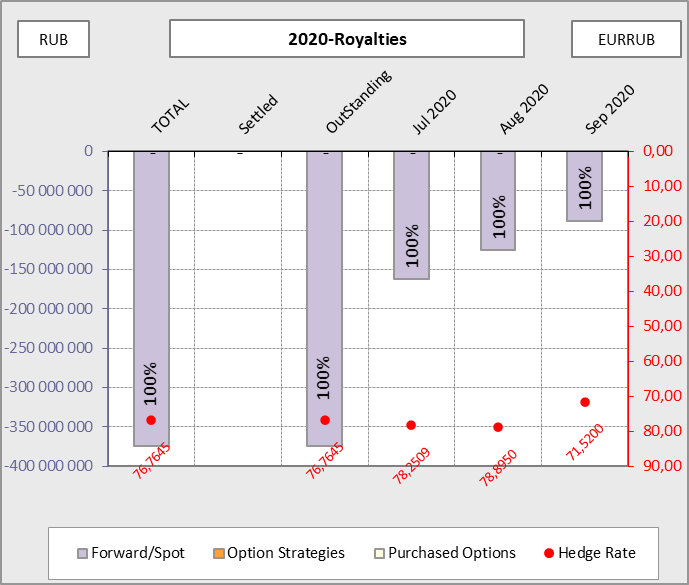 RUB
2020-Royalties
EURRUB
TOTAL
Settled
OutStanding
Jul 2020
Aug 2020
Sep 2020
0
-50 000 000
-100 000 000
-150 000 000
-200 000 000
-250 000 000
-300 000 000
-350 000 000
-400 000 000
0,00
10,00
20,00
30,00
40,00
50,00
60,00
70,00
80,00
90,00
100%
100%
100%
100%
100%
76,7645
76,7645
78,2509
78,8950
71,5200
Forward/Spot
Option Strategies
Purchased Options
Hedge Rate